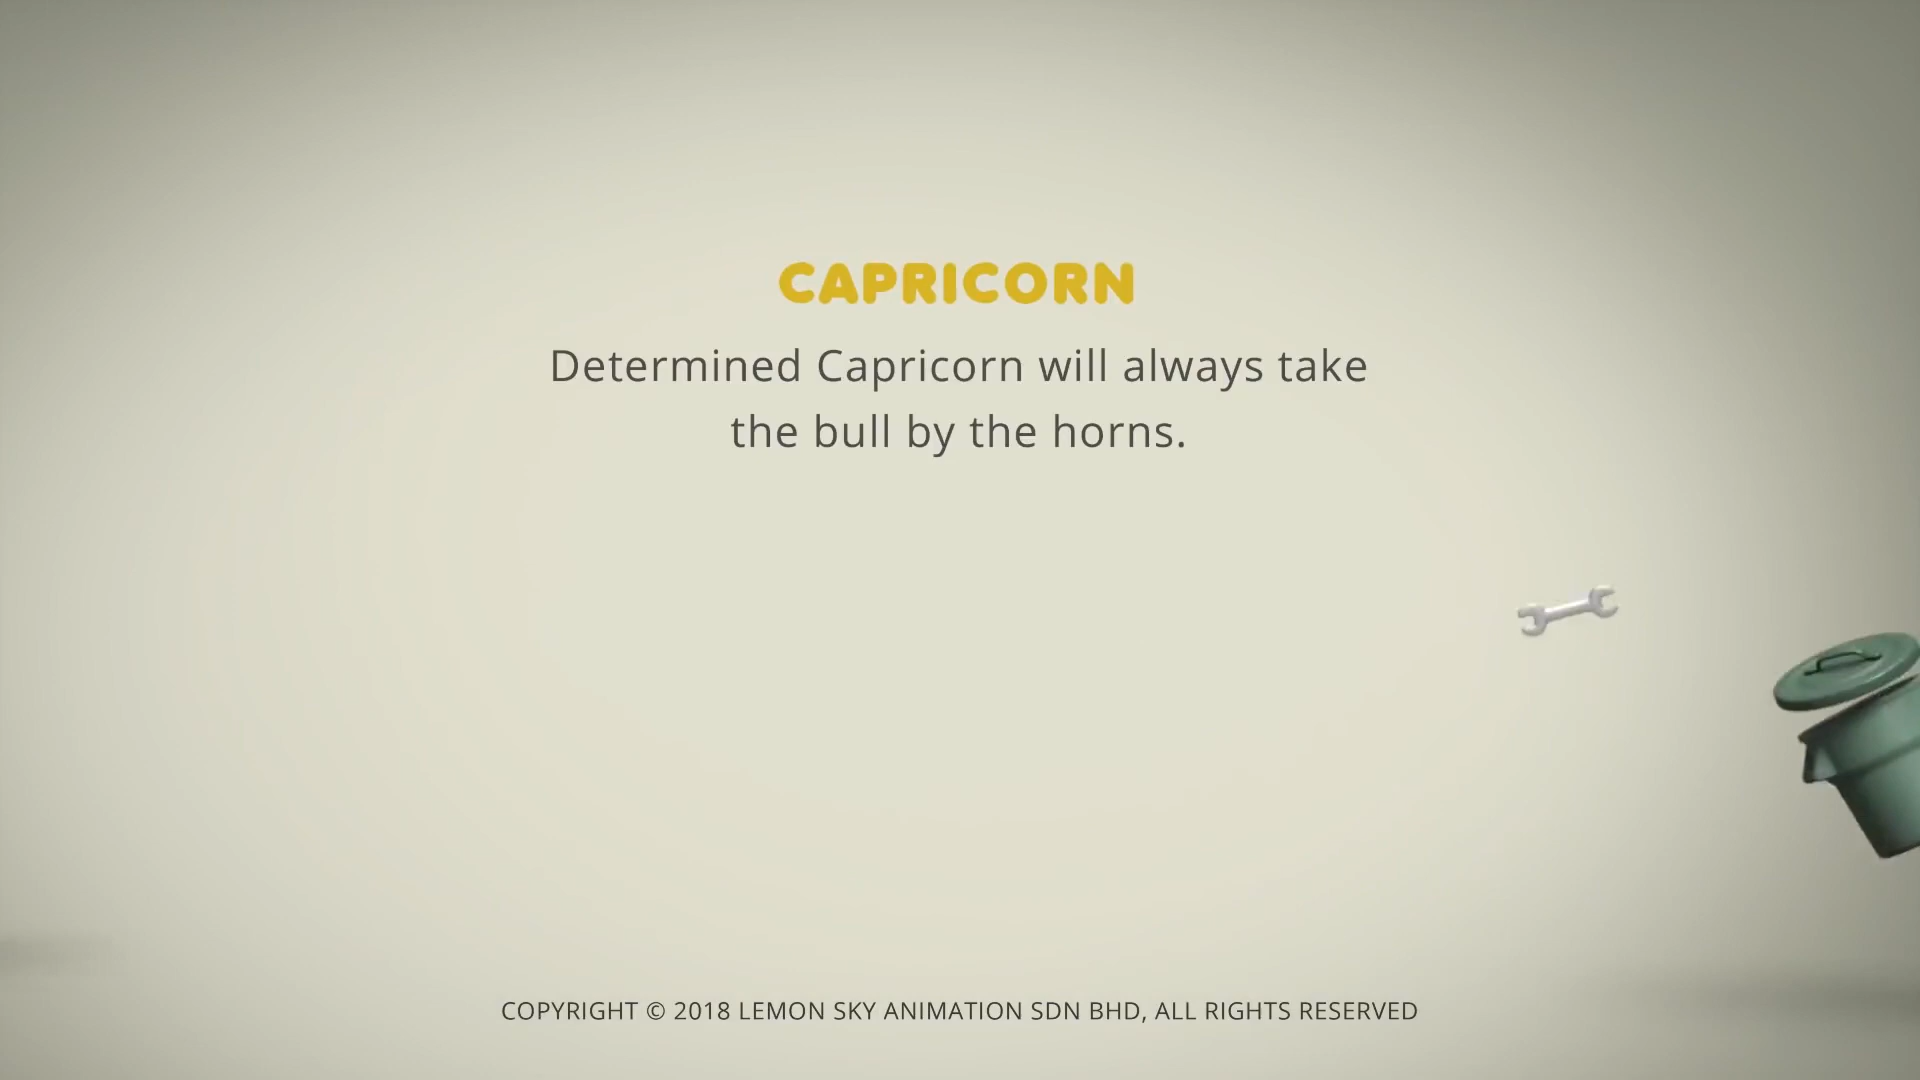 CAPRICORN
Determined Capricorn will always take
the bull by the horns.
COPYRIGHT © 2018 LEMON SKY ANIMATION SDN BHD, ALL RIGHTS RESERVED